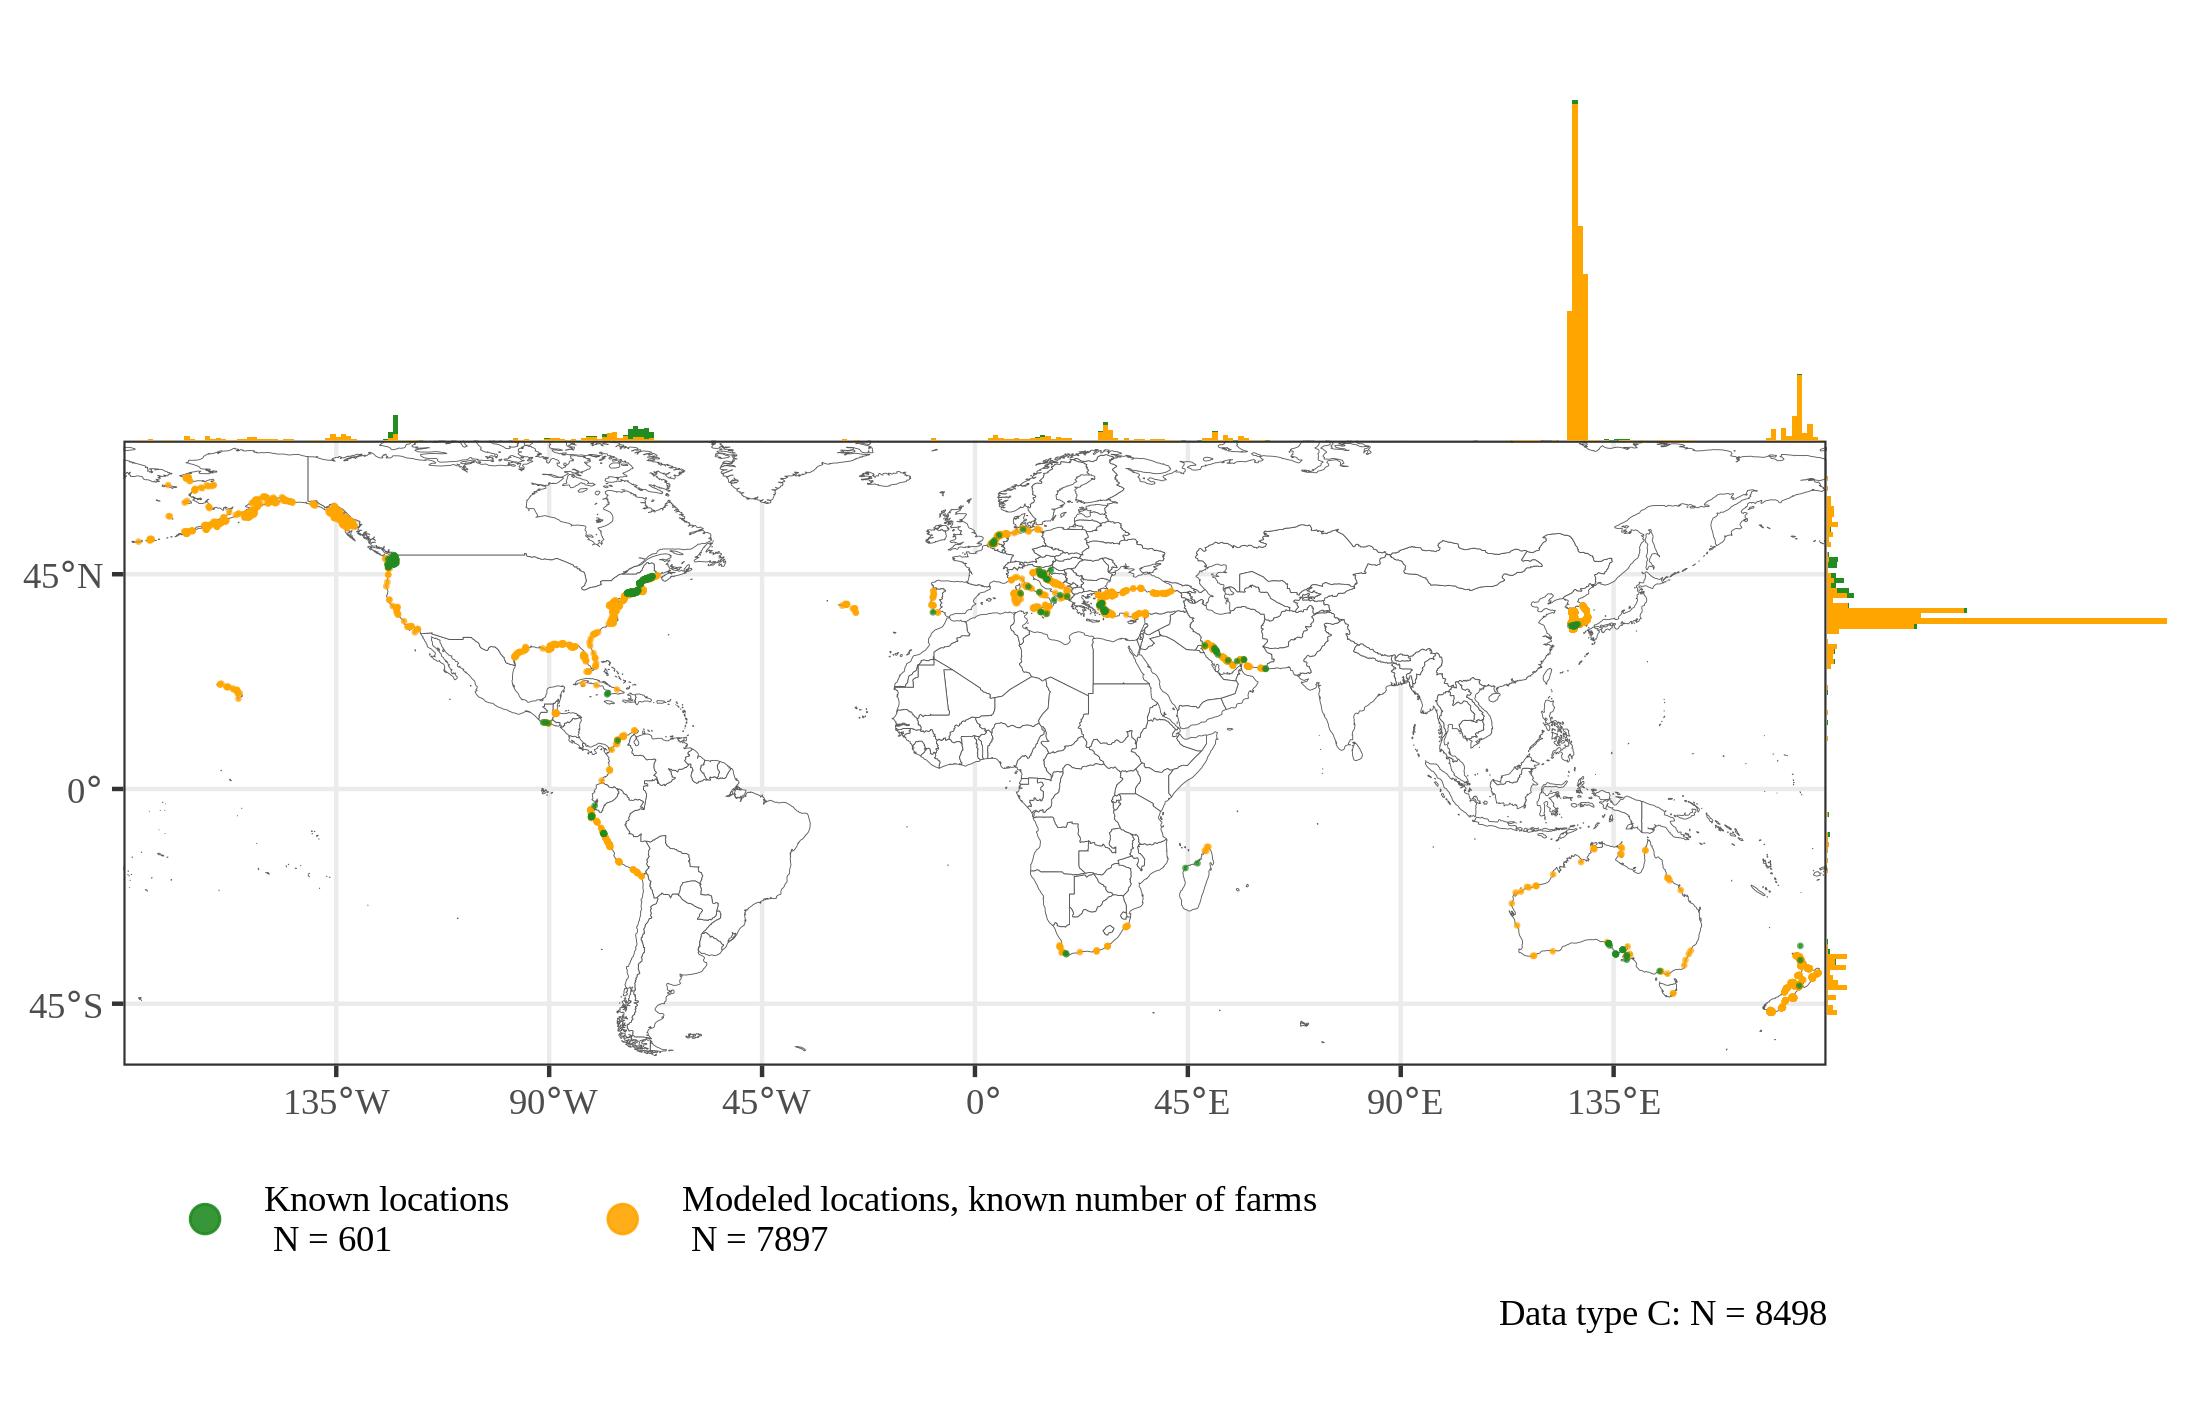 45°N
0°
45°S
135°W
90°W
45°W
0°
45°E
90°E
135°E
Known locations
N = 601
Modeled locations, known number of farms
N = 7897
Data type C: N = 8498